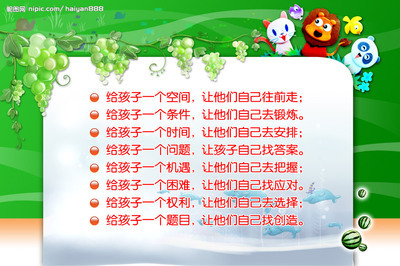 昵图网 nipic.com/ haiyan888
给孩子一个空间，让他们自己往前走；
给孩子一个条件，让他们自己去锻炼。
给孩子一个时间，让他们自己去安排；
给孩子一个问题，让孩子自己找答案。
给孩子一个机遇，让他们自己去把握；
给孩子一个困难，让他们自己找应对。
给孩子一个权利，让他们自己去选择；
给孩子一个题目，让他们自己找创造。